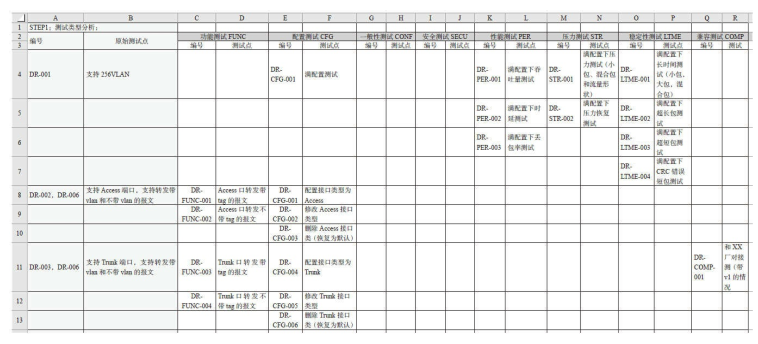 A B C D E F G H I J K L M N O P Q R
1 STEP1：测试类型分析：
2 编号 原始测试点 功能测试 FUNC 配置测试 CFG 一般性测试 CONF 安全测试 SECU 性能测试 PER 压力测试 STR 稳定性测试 LTME 兼容测试 COMP
3 编号 测试点 编号 测试点 编号 测试点 编号 测试点 编号 测试点 编号 测试点 编号 测试点 编号 测试
4 DR-001 支持 256VLAN DR-CFG-001 满配置测试 DR-PER-001 满配置下吞吐量测试 DR-STR-001 满配置下压力测试（小包、混合包和流量形状） DR-LTME-001 满配置下长时间测试（小包，大包，混合包）
5 DR-PER-002 满配置下时延测试 DR-STR-002 满配置下压力恢复测试 DR-LTME-002 满配置下超长包测试
6 DR-PER-003 满配置下丢包率测试 DR-LTME-003 满配置下超短包测试
7 DR-LTME-004 满配置下 CRC 错误短包测试
8 DR-002，DR-006 支持 Access 端口，支持转发带 vlan 和不带 vlan 的报文 DR-FUNC-001 Access 口转发带 tag 的报文 DR-CFG-001 配置接口类型为 Access
9 DR-FUNC-002 Access 口转发不带 tag 的报文 DR-CFG-002 修改 Access 接口类型
10 DR-CFG-003 删除 Access 接口类（恢复为默认）
11 DR-003，DR-006 支持 Trunk 端口，支持转发带 vlan 和不带 vlan 的报文 DR-FUNC-003 Trunk 口转发带 tag 的报文 DR-CFG-004 配置接口类型为 Trunk DR-COMP-001 和 XX 厂对接测（带 v1 的情况
12 DR-FUNC-004 Trunk 口转发不带 tag 的报文 DR-CFG-005 修改 Trunk 接口类型
13 DR-CFG-006 删除 Trunk 接口类（恢复为默认）